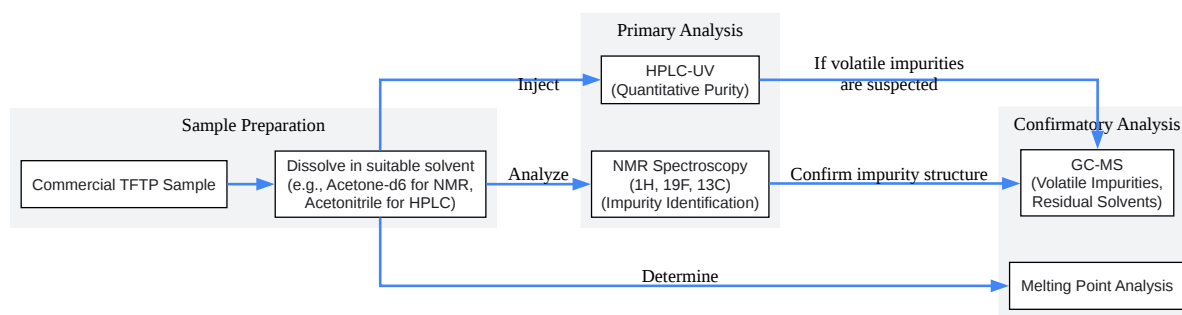 Primary Analysis
HPLC-UV
(Quantitative Purity)
If volatile impurities
are suspected
Inject
Sample Preparation
Confirmatory Analysis
Commercial TFTP Sample
Dissolve in suitable solvent
(e.g., Acetone-d6 for NMR,
Acetonitrile for HPLC)
Analyze
NMR Spectroscopy
(1H, 19F, 13C)
(Impurity Identification)
Confirm impurity structure
GC-MS
(Volatile Impurities,
Residual Solvents)
Determine
Melting Point Analysis